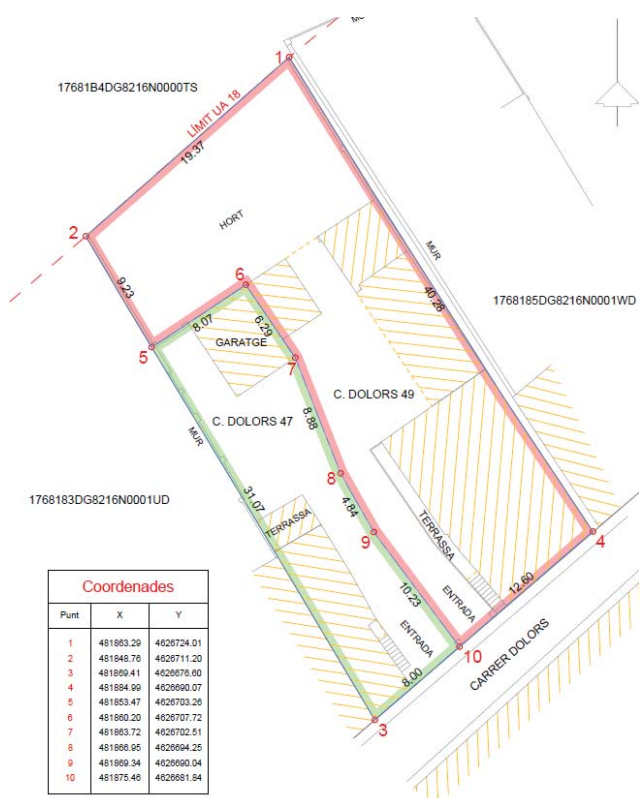 MU
1
17681B4DG8216N0000TS
LÍMIT UA 18
19.37
2
HORT
MUR
9.23
6
40.28
1768185DG8216N0001WD
8.07
6.29
5
GARATGE
7
C. DOLORS 49
C. DOLORS 47
8.88
MUR
8
31.07
4.84
1768183DG8216N0001UD
TERRASSA
9
TERRASSA
4
12.60
10.23
ENTRADA
ENTRADA
10
CARRER DOLORS
8.00
3
Coordenades
Punt X Y
1 481863.29 4626724.01
2 481848.76 4626711.20
3 481869.41 4626676.60
4 481884.99 4626690.07
5 481853.47 4626703.26
6 481860.20 4626707.72
7 481863.72 4626702.51
8 481866.95 4626694.25
9 481869.34 4626690.04
10 481875.46 4626681.84